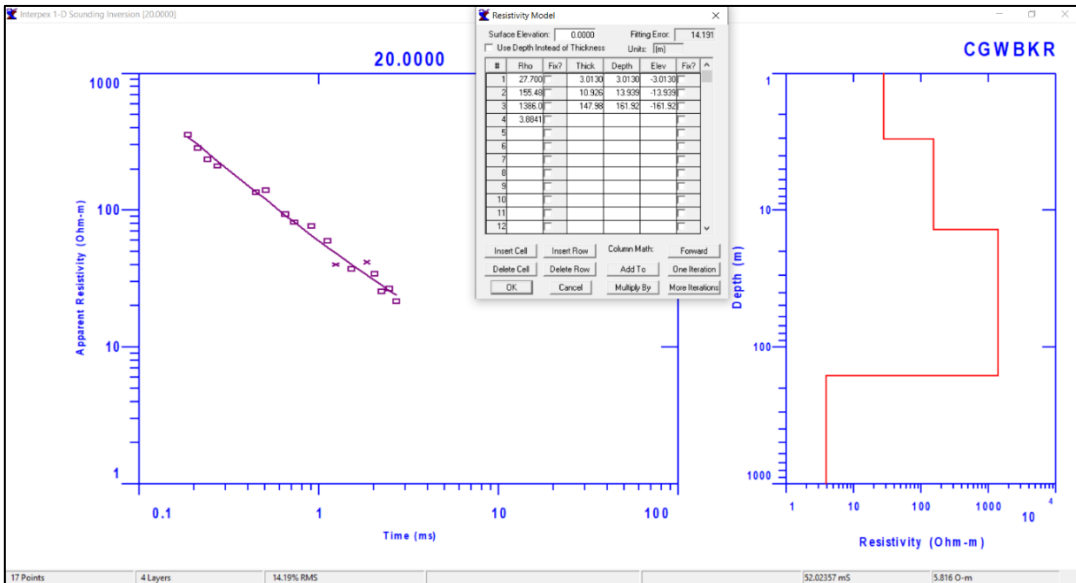 Interpex 1-D Sounding Inversion [20.0000]
Resistivity Model
Surface Elevation: 0.0000 Fitting Error: 14.191
Use Depth Instead of Thickness Units: [m]
# Rho Fix? Thick Depth Elev Fix?
1 27.700 3.0130 3.0130 -3.0130
2 155.48 10.926 13.939 -13.939
3 1386.0 147.98 161.92 -161.92
4 3.8841
5
6
7
8
9
10
11
12
Insert Cell Insert Row Column Math: Forward
Delete Cell Delete Row Add To One Iteration
OK Cancel Multiply By More Iterations
20.0000
1000
100
10
1
Apparent Resistivity (Ohm-m)
0.1 1 10 100
Time (ms)
CGWBKR
1
10
100
1000
Depth (m)
1 10 100 1000 10 4
Resistivity (Ohm-m)
17 Points 4 Layers 14.19% RMS 52.02357 mS 5.816 O-m